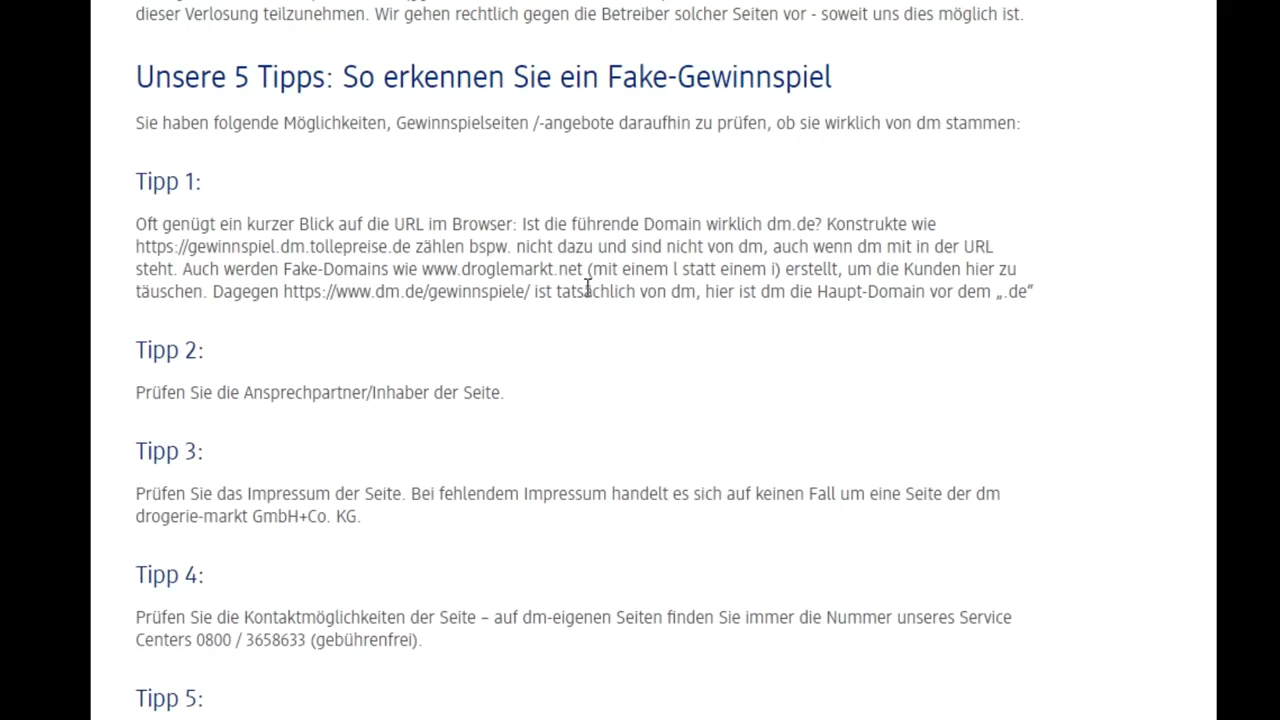 dieser Verlosung teilzunehmen. Wir gehen rechtlich gegen die Betreiber solcher Seiten vor - soweit uns dies möglich ist.
Unsere 5 Tipps: So erkennen Sie ein Fake-Gewinnspiel
Sie haben folgende Möglichkeiten, Gewinnspielseiten /-angebote daraufhin zu prüfen, ob sie wirklich von dm stammen:
Tipp 1:
Oft genügt ein kurzer Blick auf die URL im Browser: Ist die führende Domain wirklich dm.de? Konstrukte wie
https://gewinnspiel.dm.tollepreise.de zählen bspw. nicht dazu und sind nicht von dm, auch wenn dm mit in der URL
steht. Auch werden Fake-Domains wie www.droglemarkt.net (mit einem l statt einem i) erstellt, um die Kunden hier zu
täuschen. Dagegen https://www.dm.de/gewinnspiele/ ist tatsächlich von dm, hier ist dm die Haupt-Domain vor dem „.de“
Tipp 2:
Prüfen Sie die Ansprechpartner/Inhaber der Seite.
Tipp 3:
Prüfen Sie das Impressum der Seite. Bei fehlendem Impressum handelt es sich auf keinen Fall um eine Seite der dm
drogerie-markt GmbH+Co. KG.
Tipp 4:
Prüfen Sie die Kontaktmöglichkeiten der Seite – auf dm-eigenen Seiten finden Sie immer die Nummer unseres Service
Centers 0800 / 3658633 (gebührenfrei).
Tipp 5: